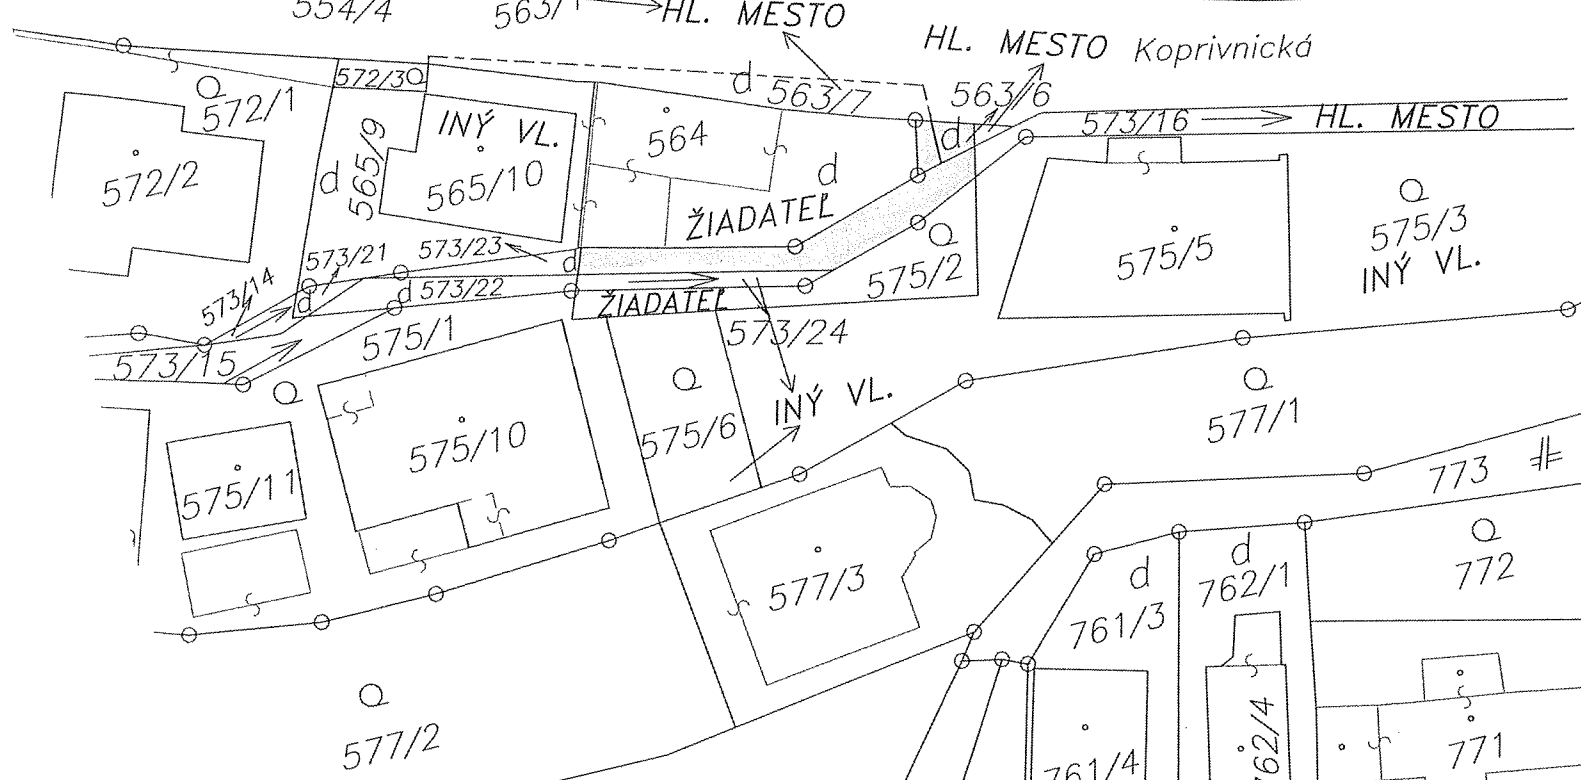 554/4
563/1
HL. MESTO
HL. MESTO Koprivnická
572/3
572/1
d 563/7
563/6
573/16
HL. MESTO
INÝ VL.
564
d
572/2
d
565/9
565/10
d
ŽIADATEĽ
575/3
INÝ VL.
575/5
575/2
573/21
573/23
d
573/14
d
d
573/22
ŽIADATEĽ
573/24
575/1
573/15
INÝ VL.
575/6
577/1
575/10
575/11
773
577/3
d
762/1
772
d
761/3
577/2
762/4
771
761/4